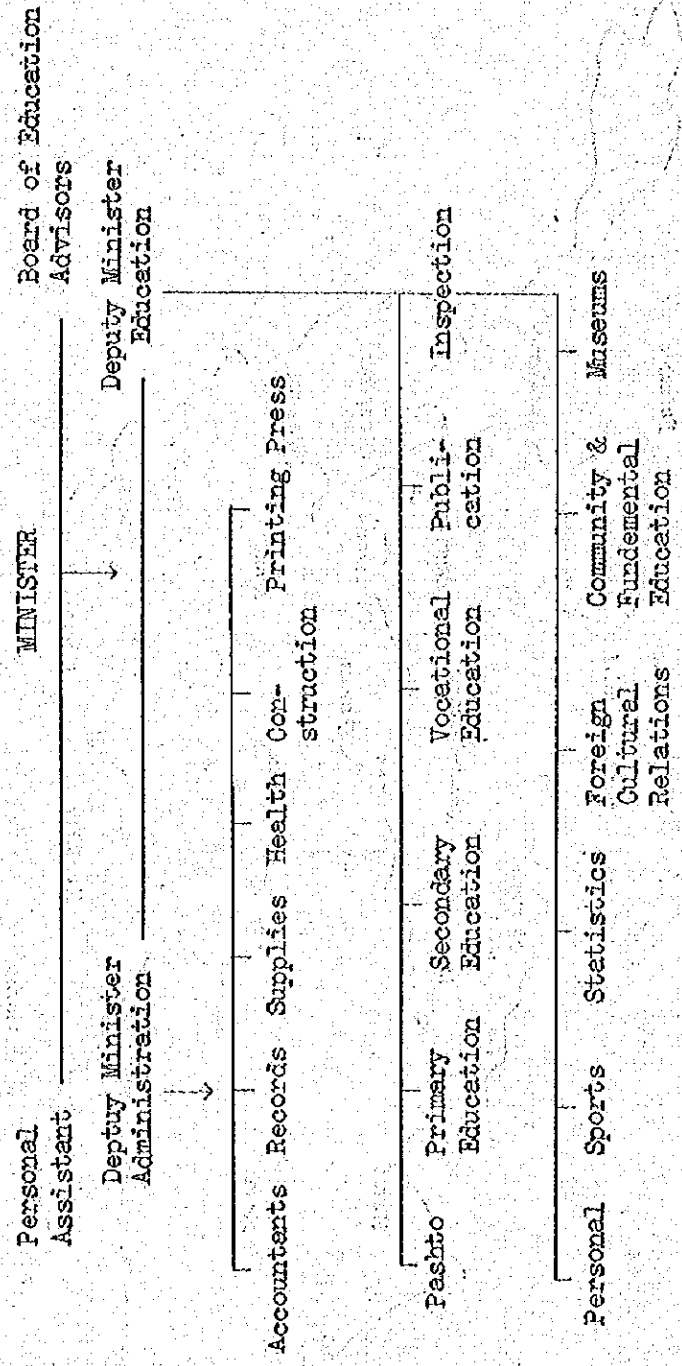 MINISTER
Personal
Assistant
Board of Education
Advisors
Deptuy Minister
Administration
Deputy Minister
Education
Accountents
Records
Supplies
Health
Con-
struction
Printing Press
Pashto
Primary
Education
Secondary
Education
Vocational
Education
Publi-
cation
Inspection
Personal
Sports
Statistics
Foreign
Cultural
Relations
Community &
Fundemental
Education
Museums